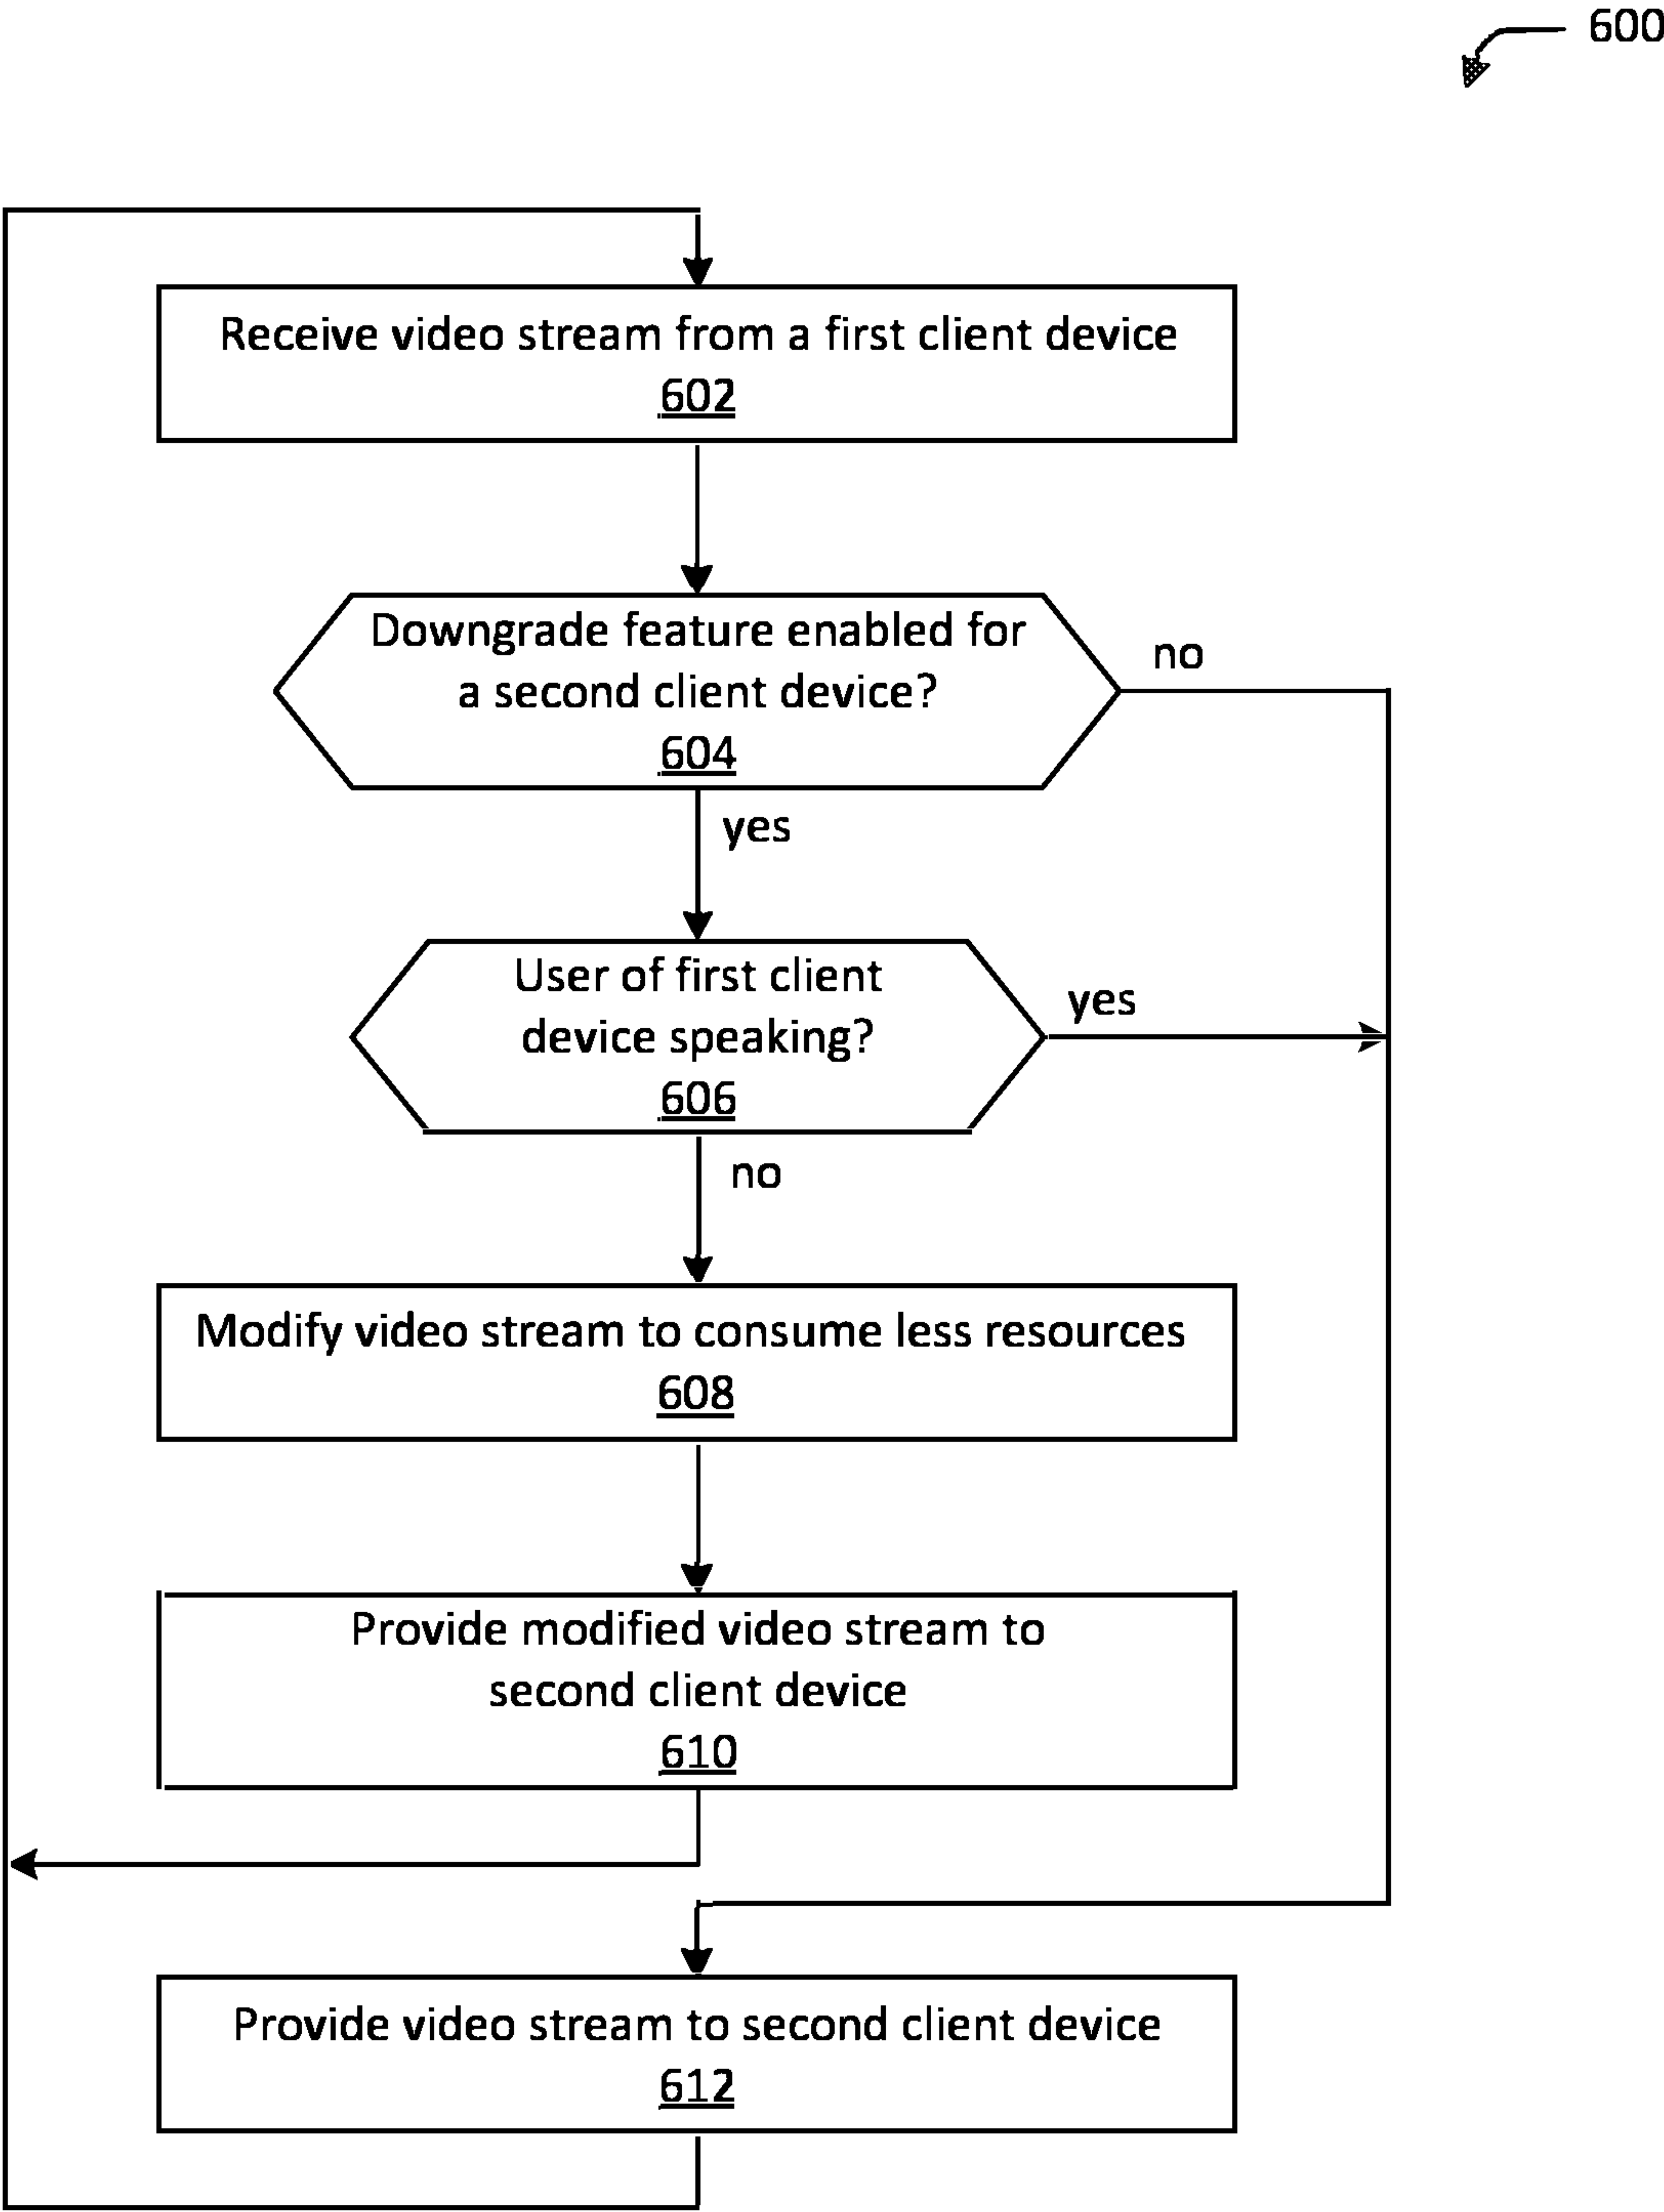 600
Receive video stream from a first client device
602
Downgrade feature enabled for
a second client device?
604
no
yes
User of first client
device speaking?
606
yes
no
Modify video stream to consume less resources
608
Provide modified video stream to
second client device
610
Provide video stream to second client device
612